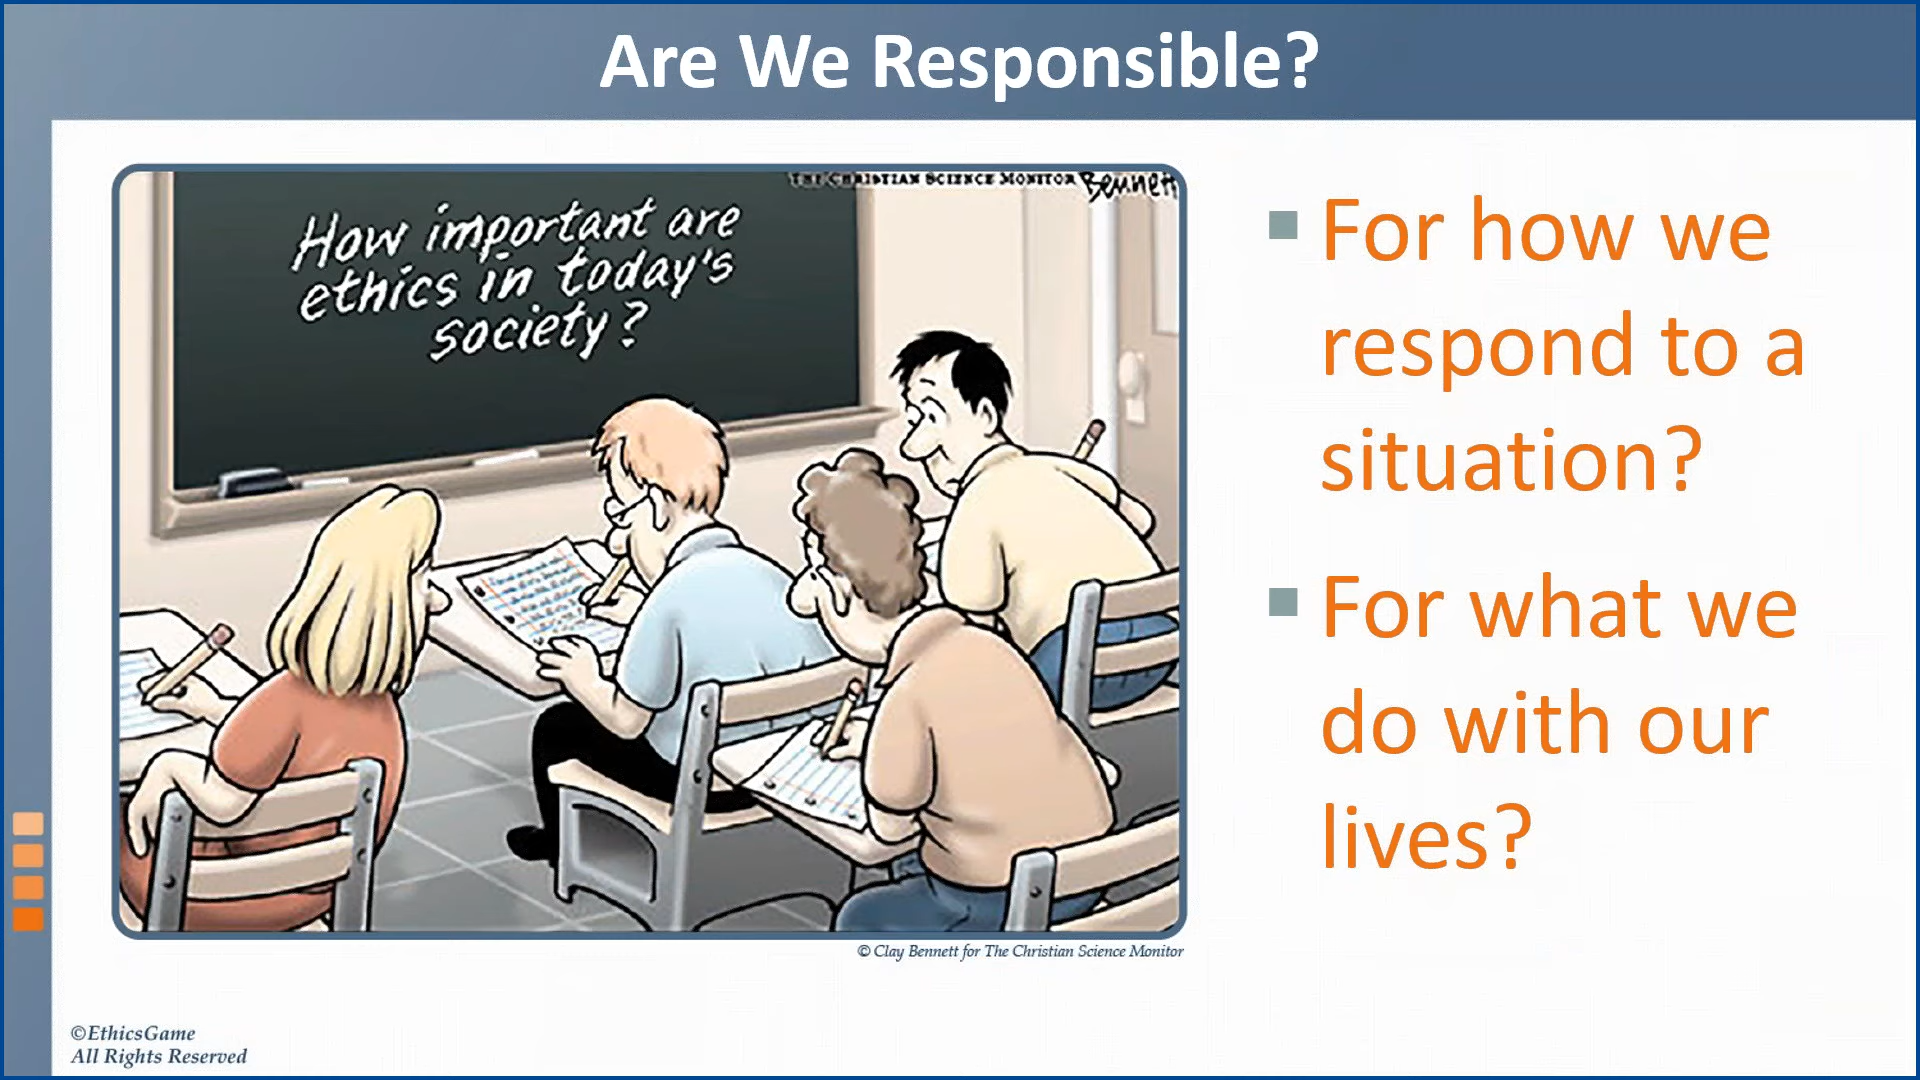 Are We Responsible?
THE CHRISTIAN SCIENCE MONITOR Bennett
How important are
ethics in today's
society?
For how we
respond to a
situation?
For what we
do with our
lives?
© Clay Bennett for The Christian Science Monitor
©EthicsGame
All Rights Reserved